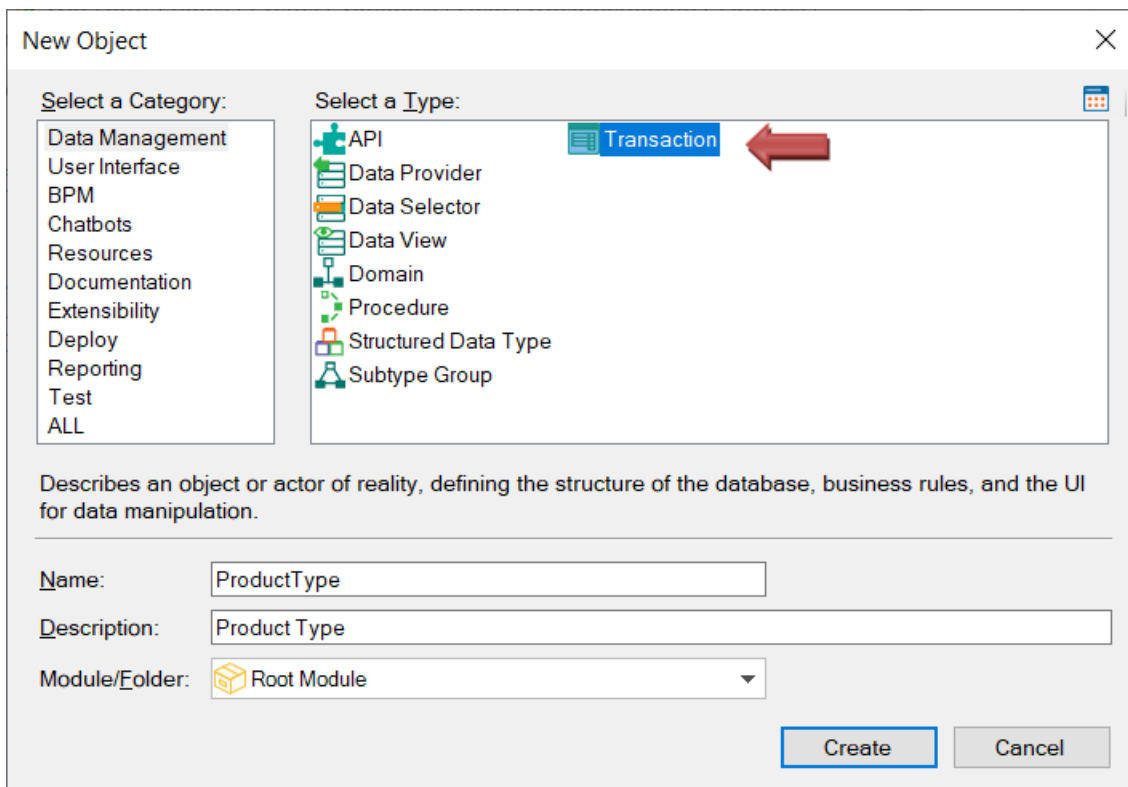 New Object
Select a Category:
Select a Type:
Data Management
User Interface
BPM
Chatbots
Resources
Documentation
Extensibility
Deploy
Reporting
Test
ALL
API
Data Provider
Data Selector
Data View
Domain
Procedure
Structured Data Type
Subtype Group
Transaction
Describes an object or actor of reality, defining the structure of the database, business rules, and the UI
for data manipulation.
Name:
ProductType
Description:
Product Type
Module/Folder:
Root Module
Create
Cancel